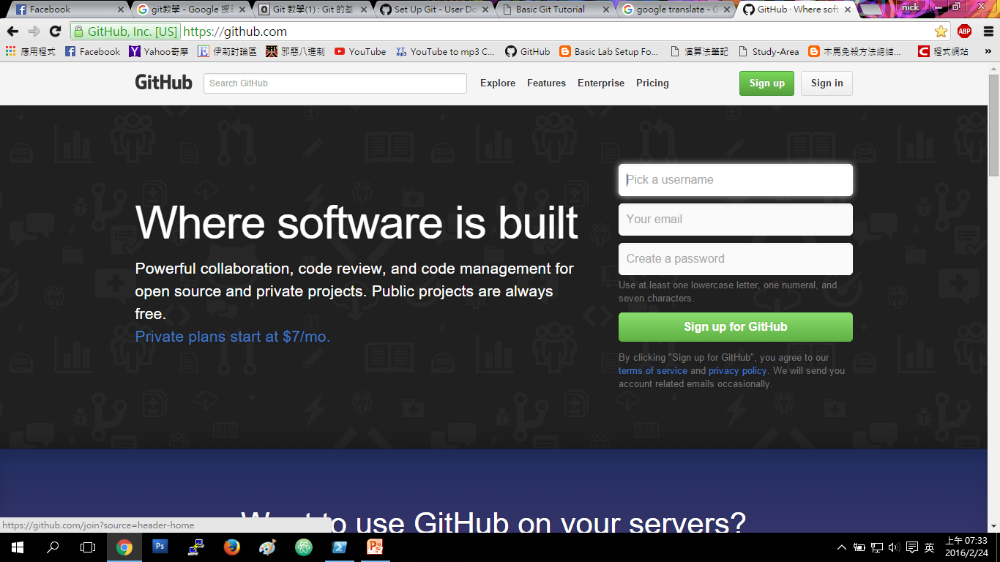 Facebook
git教學 - Google 搜尋
Git 教學(1) : Git 的基
Set Up Git - User Do
Basic Git Tutorial
google translate - G
GitHub · Where soft
nick
GitHub, Inc. [US]
https://github.com
ABP
應用程式
Facebook
Yahoo奇摩
伊莉討論區
邪惡八進制
YouTube
YouTube to mp3 C...
GitHub
Basic Lab Setup Fo...
演算法筆記
Study-Area
木馬免殺方法總結...
程式網站
»
GitHub
Search GitHub
Explore
Features
Enterprise
Pricing
Sign up
Sign in
Where software is built
Powerful collaboration, code review, and code management for
open source and private projects. Public projects are always
free.
Private plans start at $7/mo.
Pick a username
Your email
Create a password
Use at least one lowercase letter, one numeral, and
seven characters.
Sign up for GitHub
By clicking "Sign up for GitHub", you agree to our
terms of service and privacy policy. We will send you
account related emails occasionally.
Want to use GitHub on your servers?
https://github.com/join?source=header-home
Ps
英
上午 07:33
2016/2/24